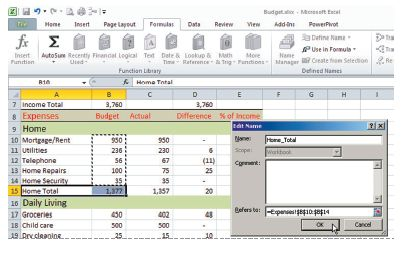 Budget.xlsx - Microsoft Excel
File Home Insert Page Layout Formulas Data Review View Add-Ins PowerPivot
fx Σ A
Insert Function AutoSum Recently Used Financial Logical Text Date & Time Lookup & Reference Math & Trig More Functions Name Manager Define Name Use in Formula Create from Selection
Function Library Defined Names
B10 fx Home Total
A B C D E F G H I
7 Income Total 3,760 3,760
8 Expenses Budget Actual Difference % of Income
9 Home
10 Mortgage/Rent 950 950 -
11 Utilities 236 230 6
12 Telephone 56 67 (11)
13 Home Repairs 100 75 25
14 Home Security 35 35 -
15 Home Total 1,377 1,357 20
16 Daily Living
17 Groceries 450 402 48
18 Child care 500 500 -
19 Dry cleaning 25 15 10
Edit Name
Name: Home_Total
Scope: Workbook
Comment:
Refers to: =Expenses!$B$10:$B$14
OK Cancel